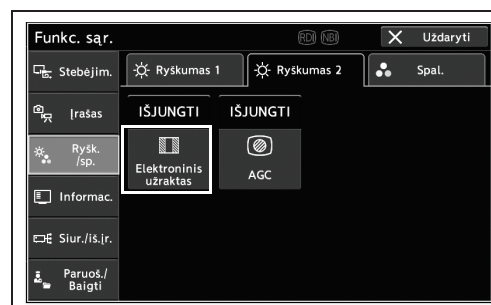 Funkc. sąr.
RDI NBI
Uždaryti
Stebėjim.
Ryškumas 1
Ryškumas 2
Spal.
Įrašas
IŠJUNGTI
IŠJUNGTI
Ryšk.
/sp.
Elektroninis
užraktas
AGC
Informac.
Siur./iš.įr.
Paruoš./
Baigti